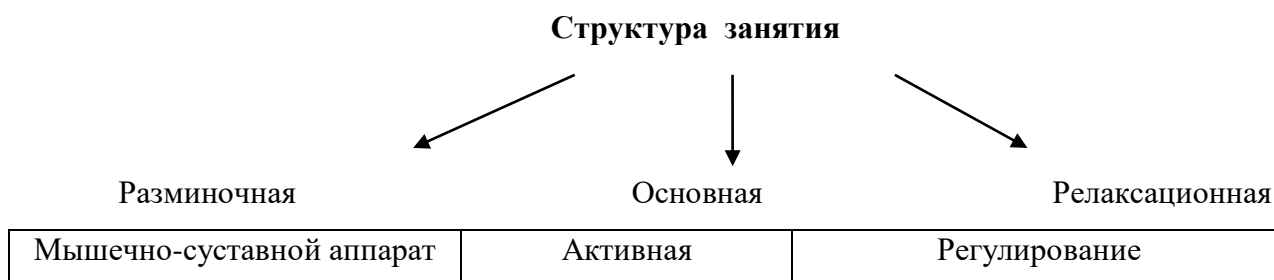 Структура занятия
Разминочная Основная Релаксационная
Мышечно-суставной аппарат Активная Регулирование